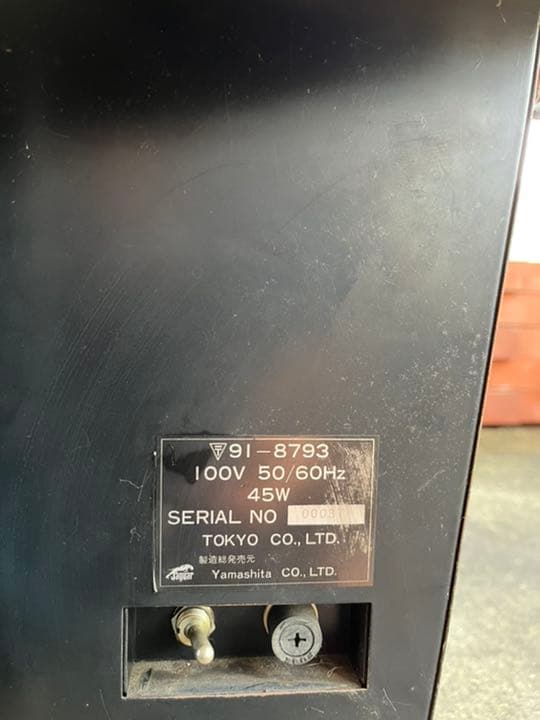 〒91-8793
100V 50/60Hz
45W
SERIAL NO
TOKYO CO., LTD.
製造総発売元
Jaguar Yamashita CO., LTD.